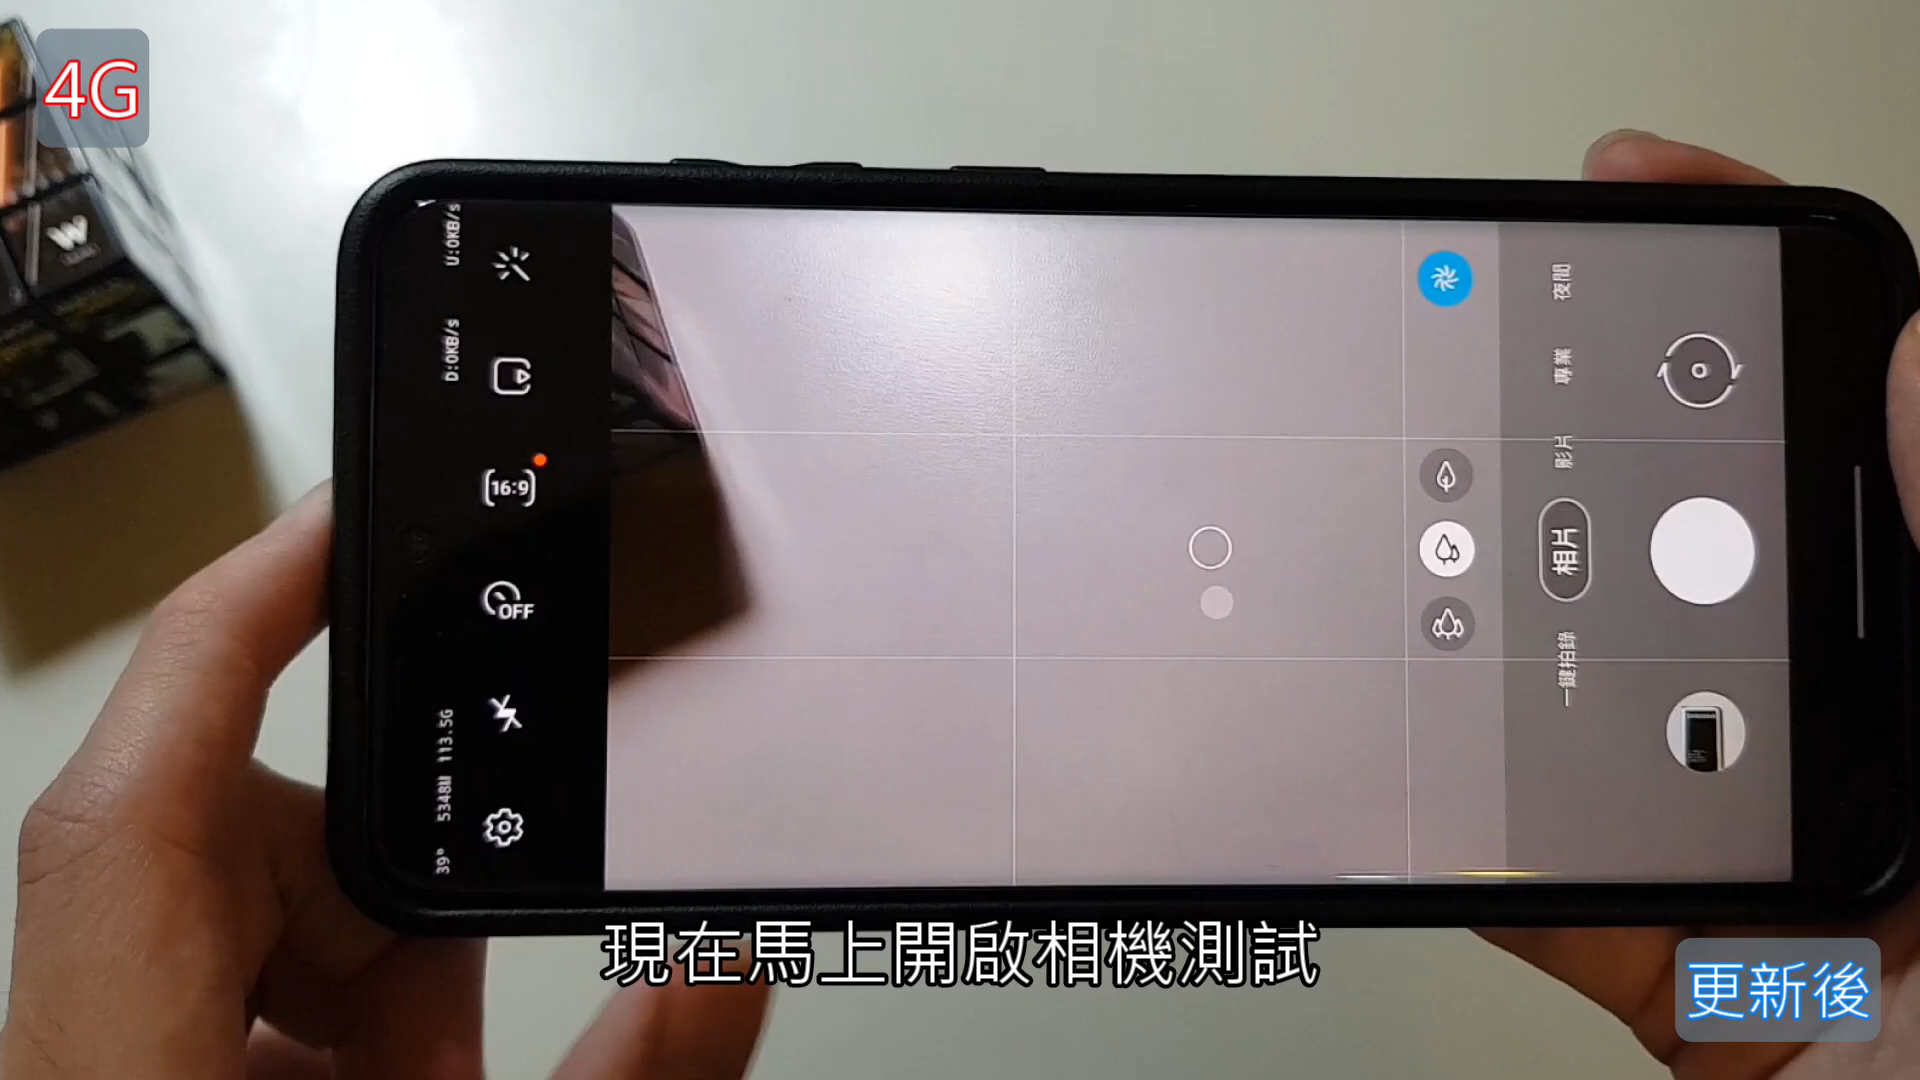 4G
U:0KB/s
D:0KB/s
16:9
OFF
39° 5348M 113.5G
夜間
專業
影片
相片
一鍵拍錄
W
現在馬上開啟相機測試
更新後